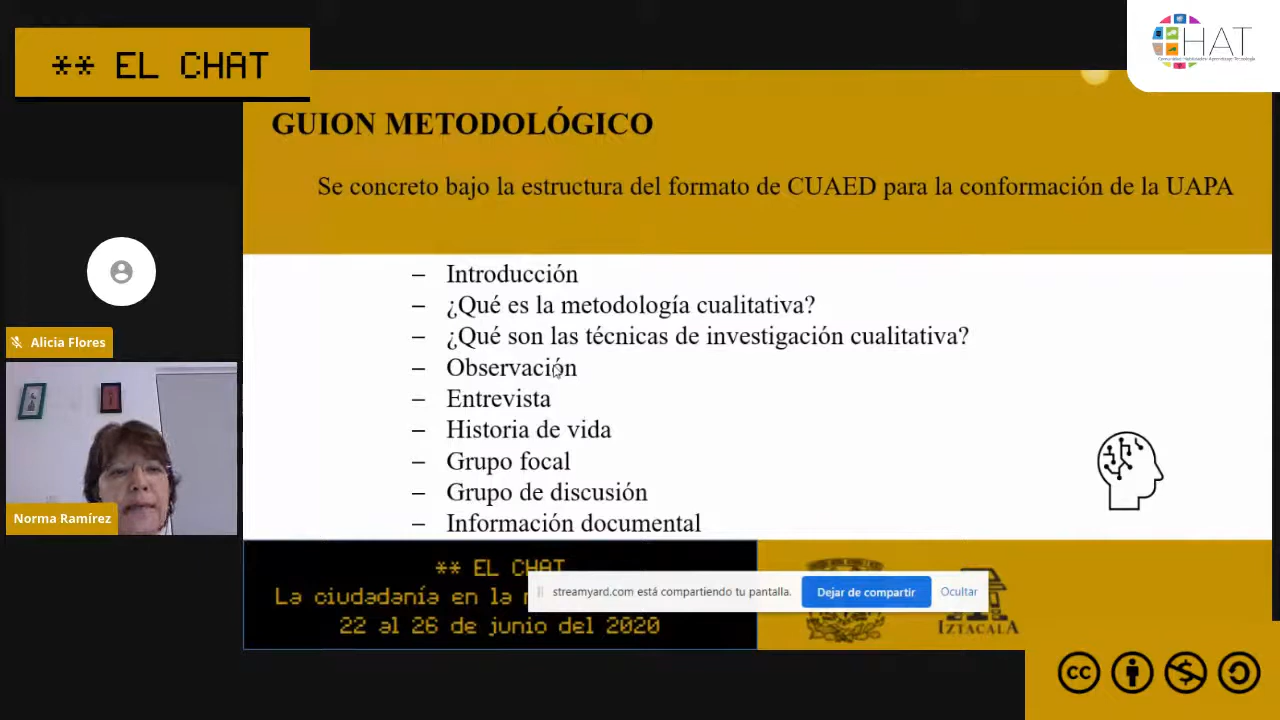 ** EL CHAT
HAT
GUION METODOLÓGICO
Se concreto bajo la estructura del formato de CUAED para la conformación de la UAPA
– Introducción
– ¿Qué es la metodología cualitativa?
– ¿Qué son las técnicas de investigación cualitativa?
– Observación
– Entrevista
– Historia de vida
– Grupo focal
– Grupo de discusión
– Información documental
Alicia Flores
Norma Ramírez
** EL CHAT
La ciudadanía en la
22 al 26 de junio del 2020
streamyard.com está compartiendo tu pantalla.
Dejar de compartir
Ocultar
IZTACALA
cc